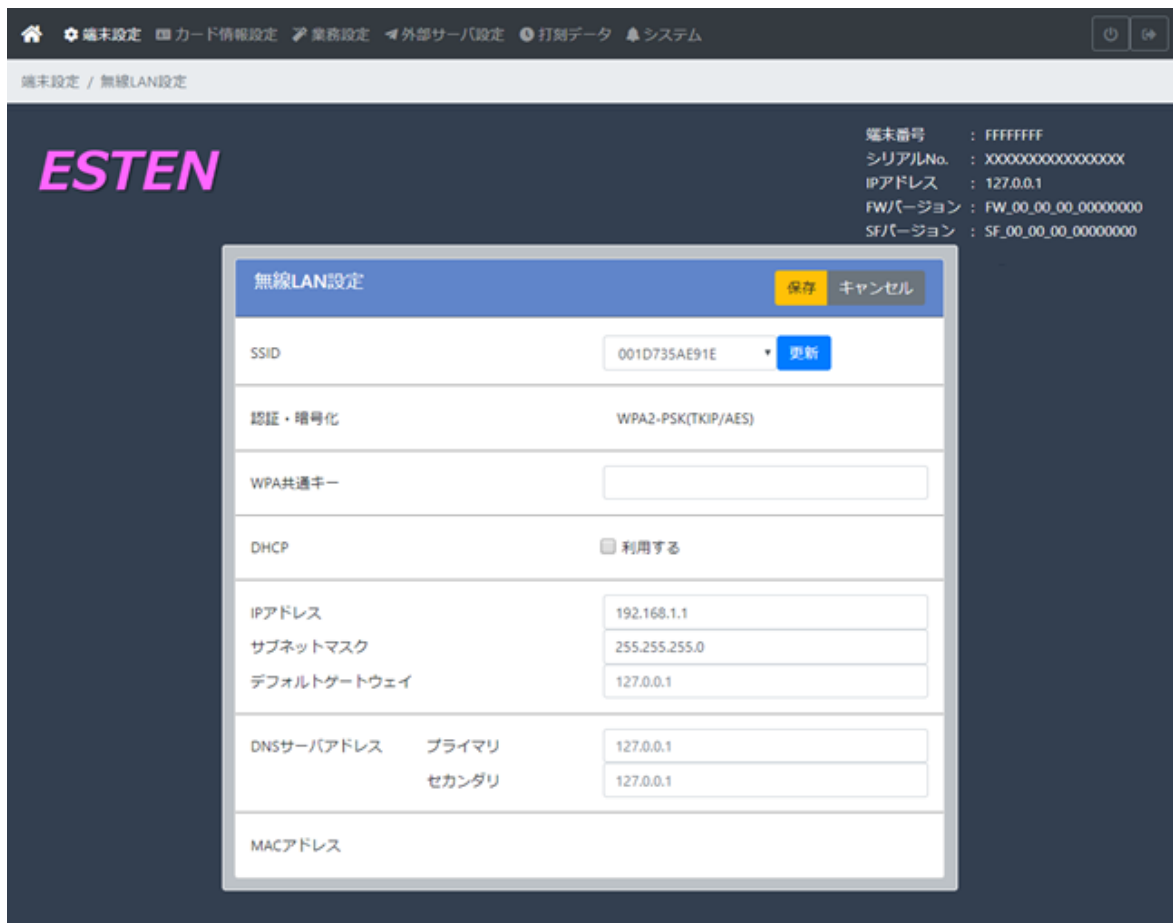 端末設定 カード情報設定 業務設定 外部サーバ設定 打刻データ システム
端末設定 / 無線LAN設定
ESTEN
端末番号 : FFFFFFFF
シリアルNo. : XXXXXXXXXXXXXXXXX
IPアドレス : 127.0.0.1
FWバージョン : FW_00_00_00_00000000
SFバージョン : SF_00_00_00_00000000
無線LAN設定 保存 キャンセル
SSID 001D735AE91E 更新
認証・暗号化 WPA2-PSK(TKIP/AES)
WPA共通キー
DHCP 利用する
IPアドレス 192.168.1.1
サブネットマスク 255.255.255.0
デフォルトゲートウェイ 127.0.0.1
DNSサーバアドレス プライマリ 127.0.0.1
セカンダリ 127.0.0.1
MACアドレス